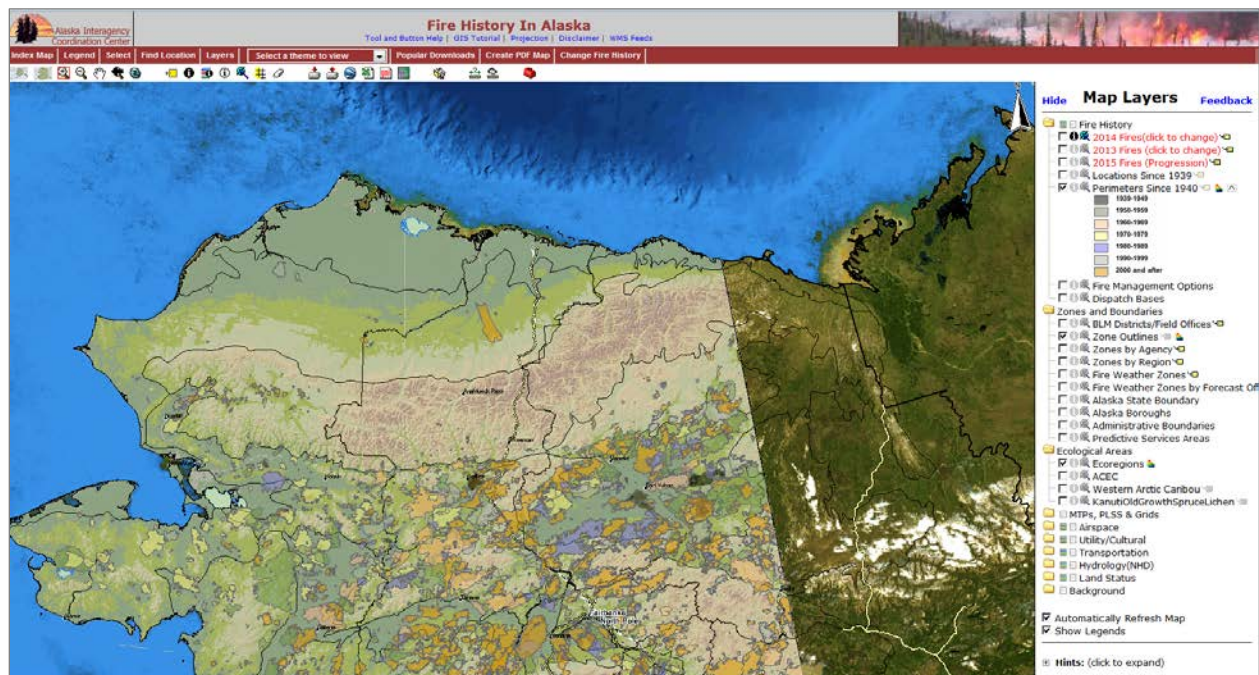 Alaska Interagency
Coordination Center
Fire History In Alaska
Tool and Button Help | GIS Tutorial | Projection | Disclaimer | WMS Feeds
Index Map Legend Select Find Location Layers Select a theme to view Popular Downloads Create PDF Map Change Fire History
Hide Map Layers Feedback
Fire History
2014 Fires(click to change)
2013 Fires (click to change)
2015 Fires (Progression)
Locations Since 1939
Perimeters Since 1940
1939-1949
1950-1959
1960-1969
1970-1979
1980-1989
1990-1999
2000 and after
Fire Management Options
Dispatch Bases
Zones and Boundaries
BLM Districts/Field Offices
Zone Outlines
Zones by Agency
Zones by Region
Fire Weather Zones
Fire Weather Zones by Forecast Of
Alaska State Boundary
Alaska Boroughs
Administrative Boundaries
Predictive Services Areas
Ecological Areas
Ecoregions
ACEC
Western Arctic Caribou
KanutiOldGrowthSpruceLichen
MTPs, PLSS & Grids
Airspace
Utility/Cultural
Transportation
Hydrology(NHD)
Land Status
Background
Automatically Refresh Map
Show Legends
Hints: (click to expand)
Fairbanks